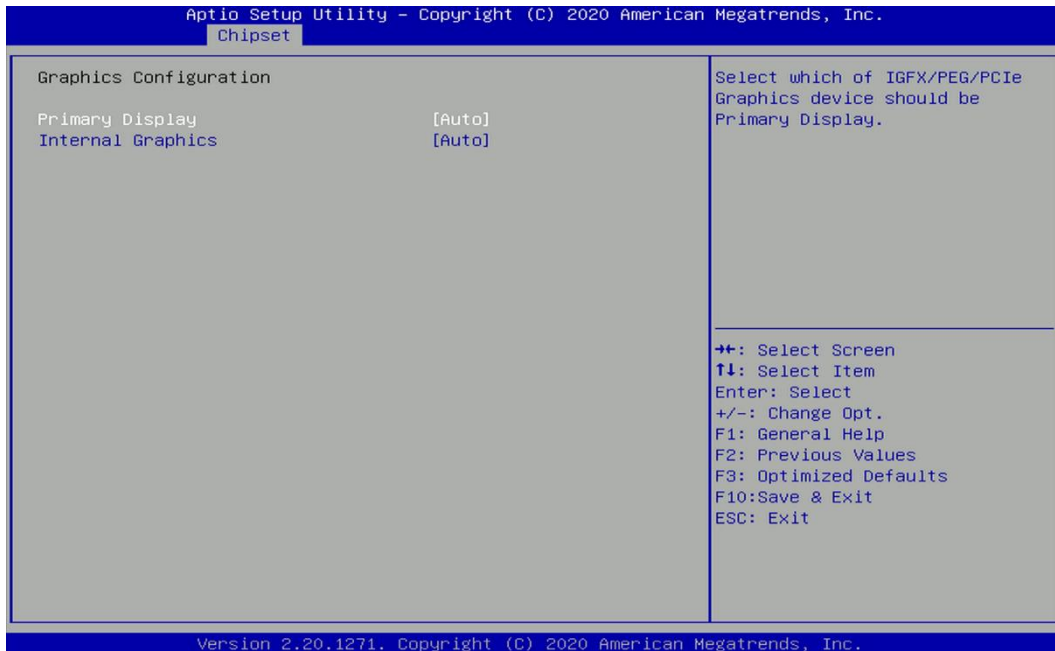 Aptio Setup Utility – Copyright (C) 2020 American Megatrends, Inc.
Chipset
Graphics Configuration
Primary Display [Auto]
Internal Graphics [Auto]
Select which of IGFX/PEG/PCIe
Graphics device should be
Primary Display.
→←: Select Screen
↑↓: Select Item
Enter: Select
+/-: Change Opt.
F1: General Help
F2: Previous Values
F3: Optimized Defaults
F10:Save & Exit
ESC: Exit
Version 2.20.1271. Copyright (C) 2020 American Megatrends, Inc.